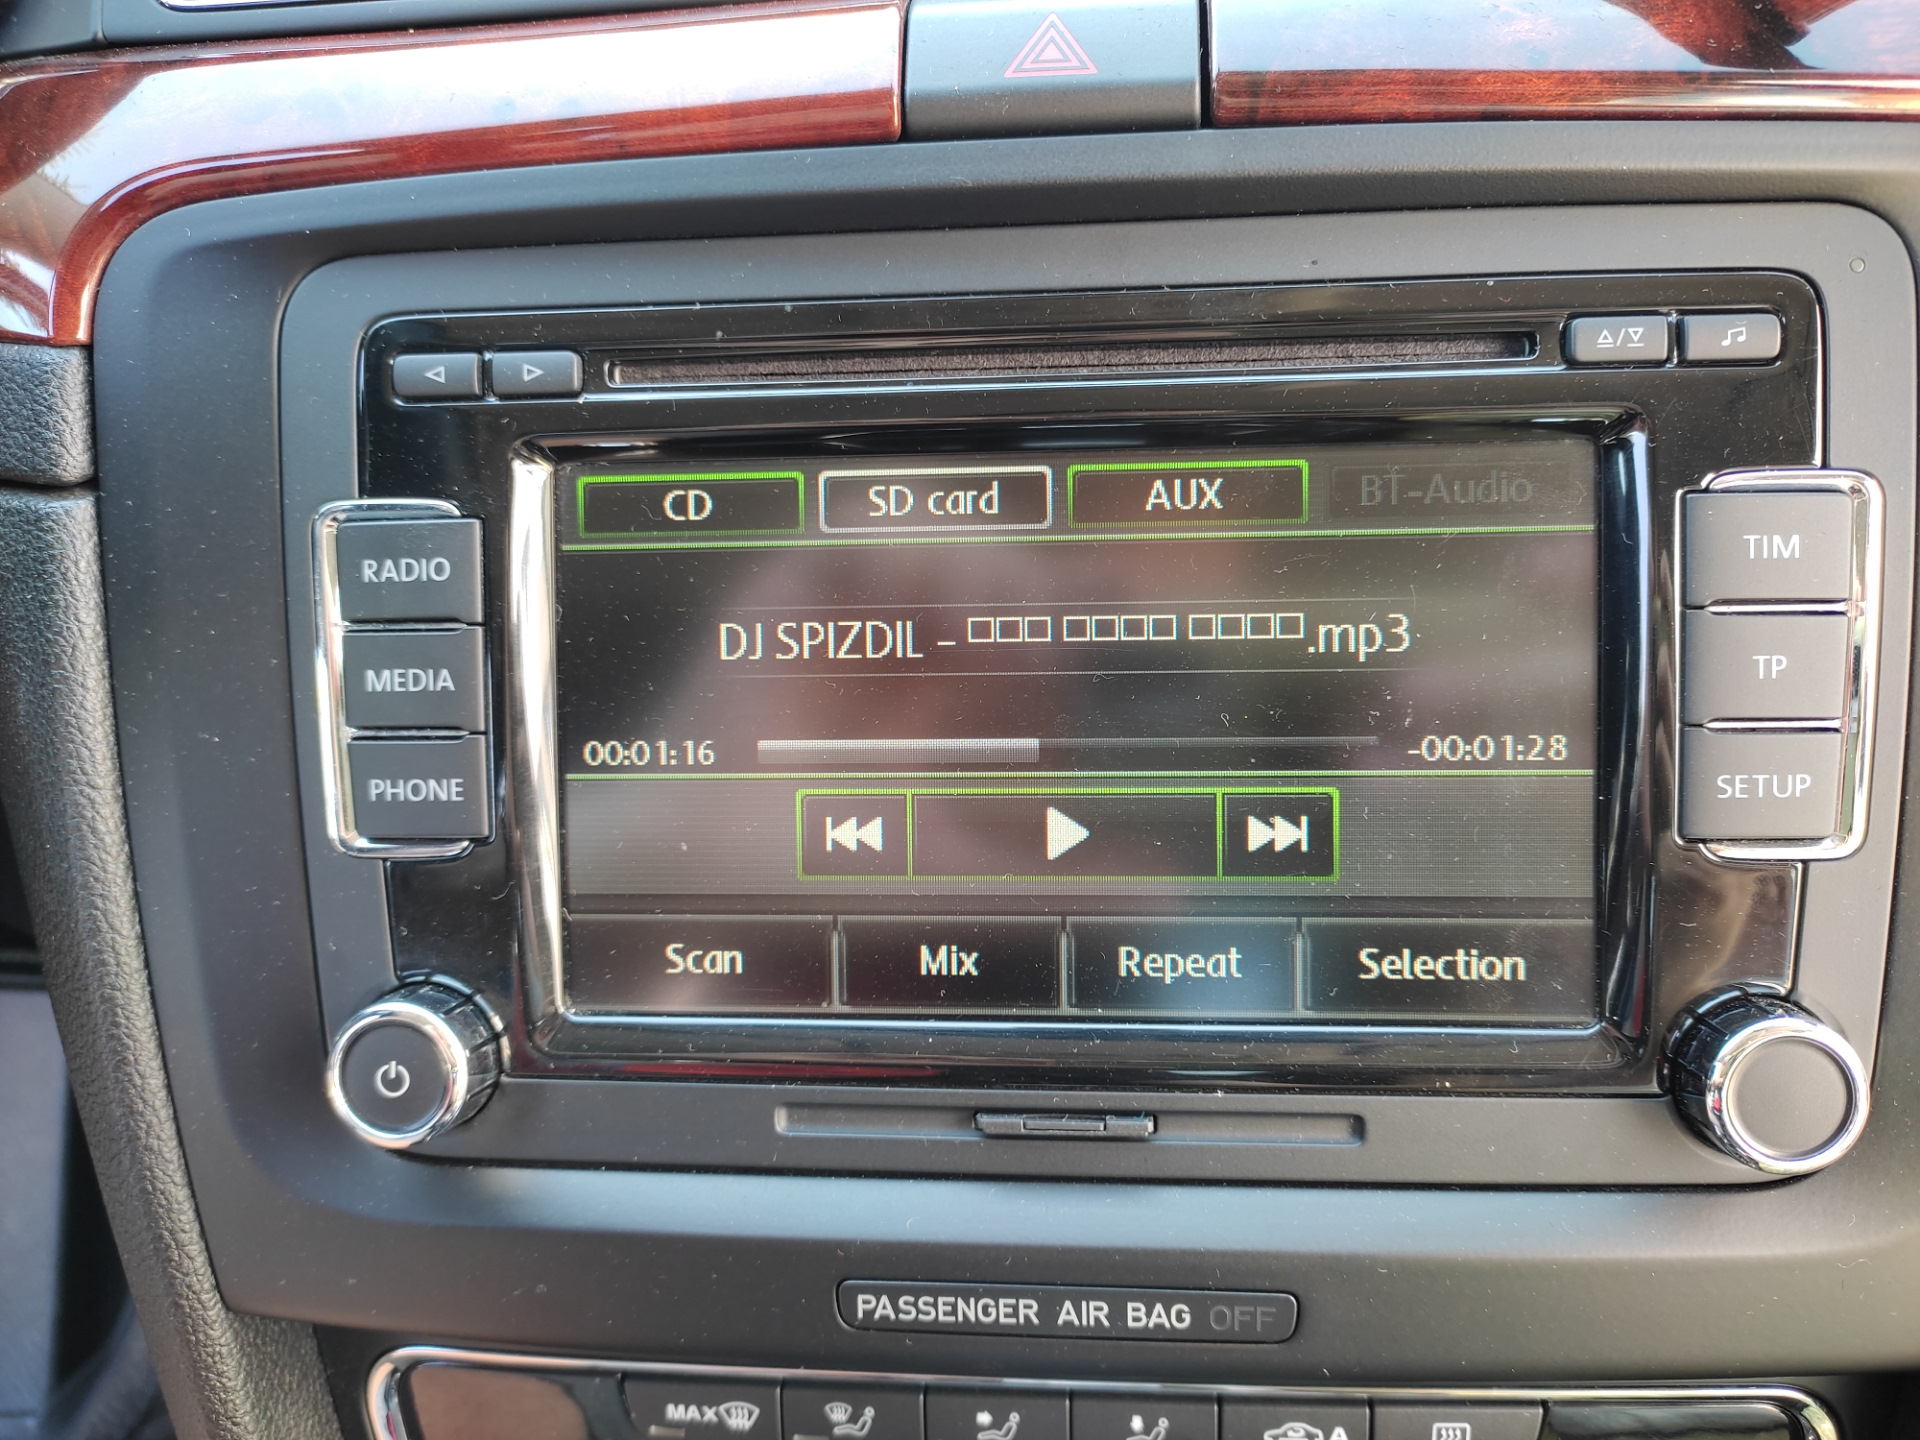 CD SD card AUX BT-Audio
RADIO
MEDIA
PHONE
DJ SPIZDIL - □□□ □□□□ □□□□.mp3
00:01:16 -00:01:28
Scan Mix Repeat Selection
TIM
TP
SETUP
PASSENGER AIR BAG OFF
MAX
A